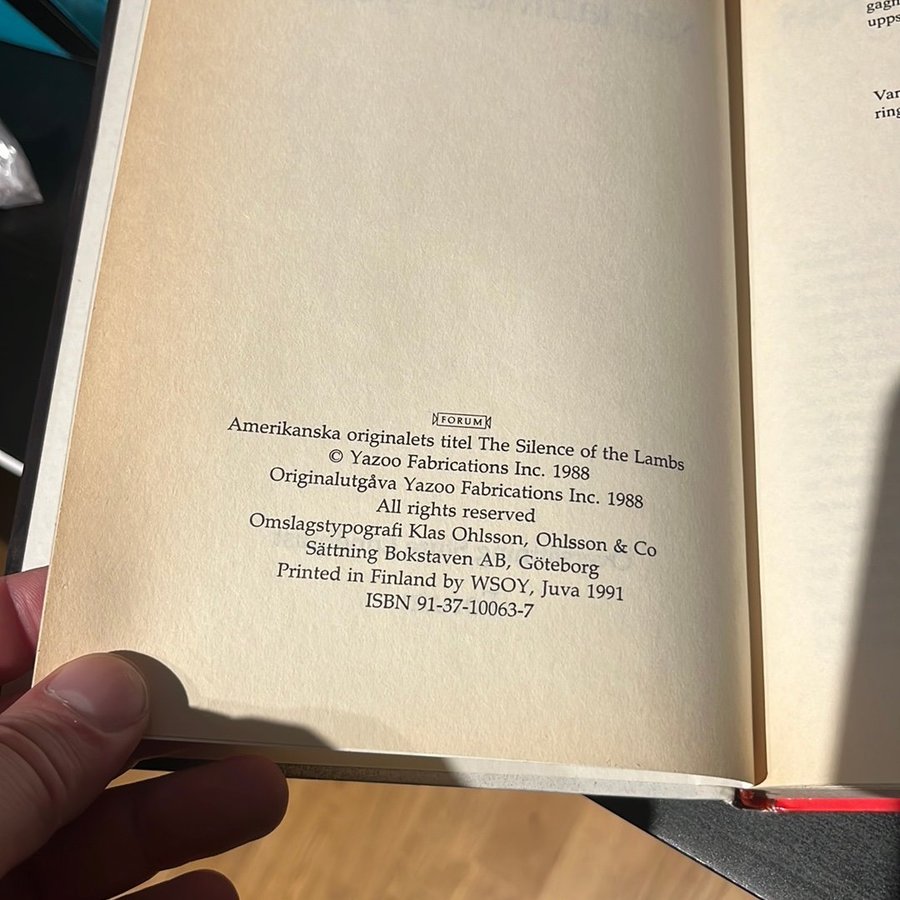 FORUM
Amerikanska originalets titel The Silence of the Lambs
© Yazoo Fabrications Inc. 1988
Originalutgåva Yazoo Fabrications Inc. 1988
All rights reserved
Omslagstypografi Klas Ohlsson, Ohlsson & Co
Sättning Bokstaven AB, Göteborg
Printed in Finland by WSOY, Juva 1991
ISBN 91-37-10063-7